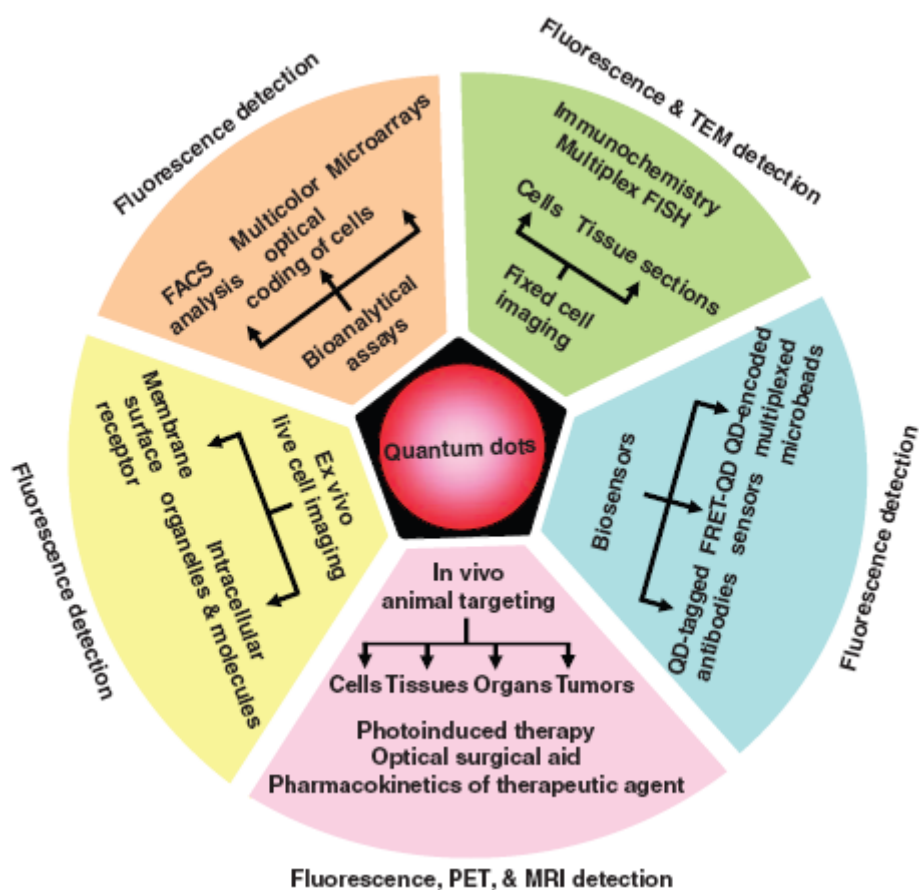 Fluorescence detection
FACS
analysis
Multicolor
optical
coding of cells
Microarrays
Bioanalytical
assays
Fluorescence & TEM detection
Immunochemistry
Multiplex FISH
Cells
Tissue sections
Fixed cell
imaging
Fluorescence detection
Biosensors
QD-encoded
multiplexed
microbeads
FRET-QD
sensors
QD-tagged
antibodies
Quantum dots
Fluorescence detection
Membrane
surface
receptor
Ex vivo
live cell imaging
Intracellular
organelles & molecules
In vivo
animal targeting
Cells Tissues Organs Tumors
Photoinduced therapy
Optical surgical aid
Pharmacokinetics of therapeutic agent
Fluorescence, PET, & MRI detection